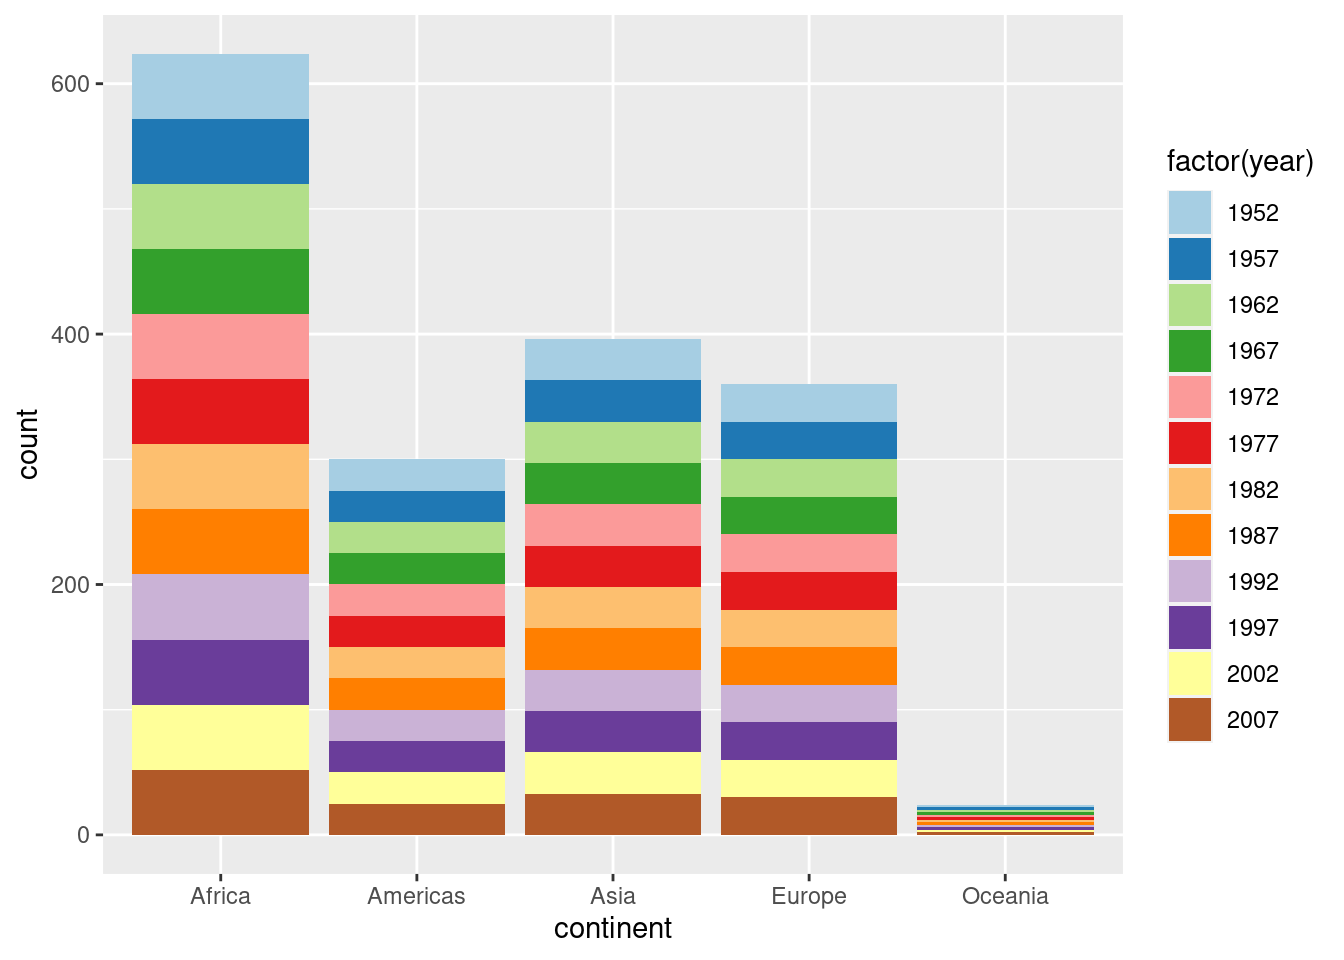 600
400
200
0
count
Africa
Americas
Asia
Europe
Oceania
continent
factor(year)
1952
1957
1962
1967
1972
1977
1982
1987
1992
1997
2002
2007